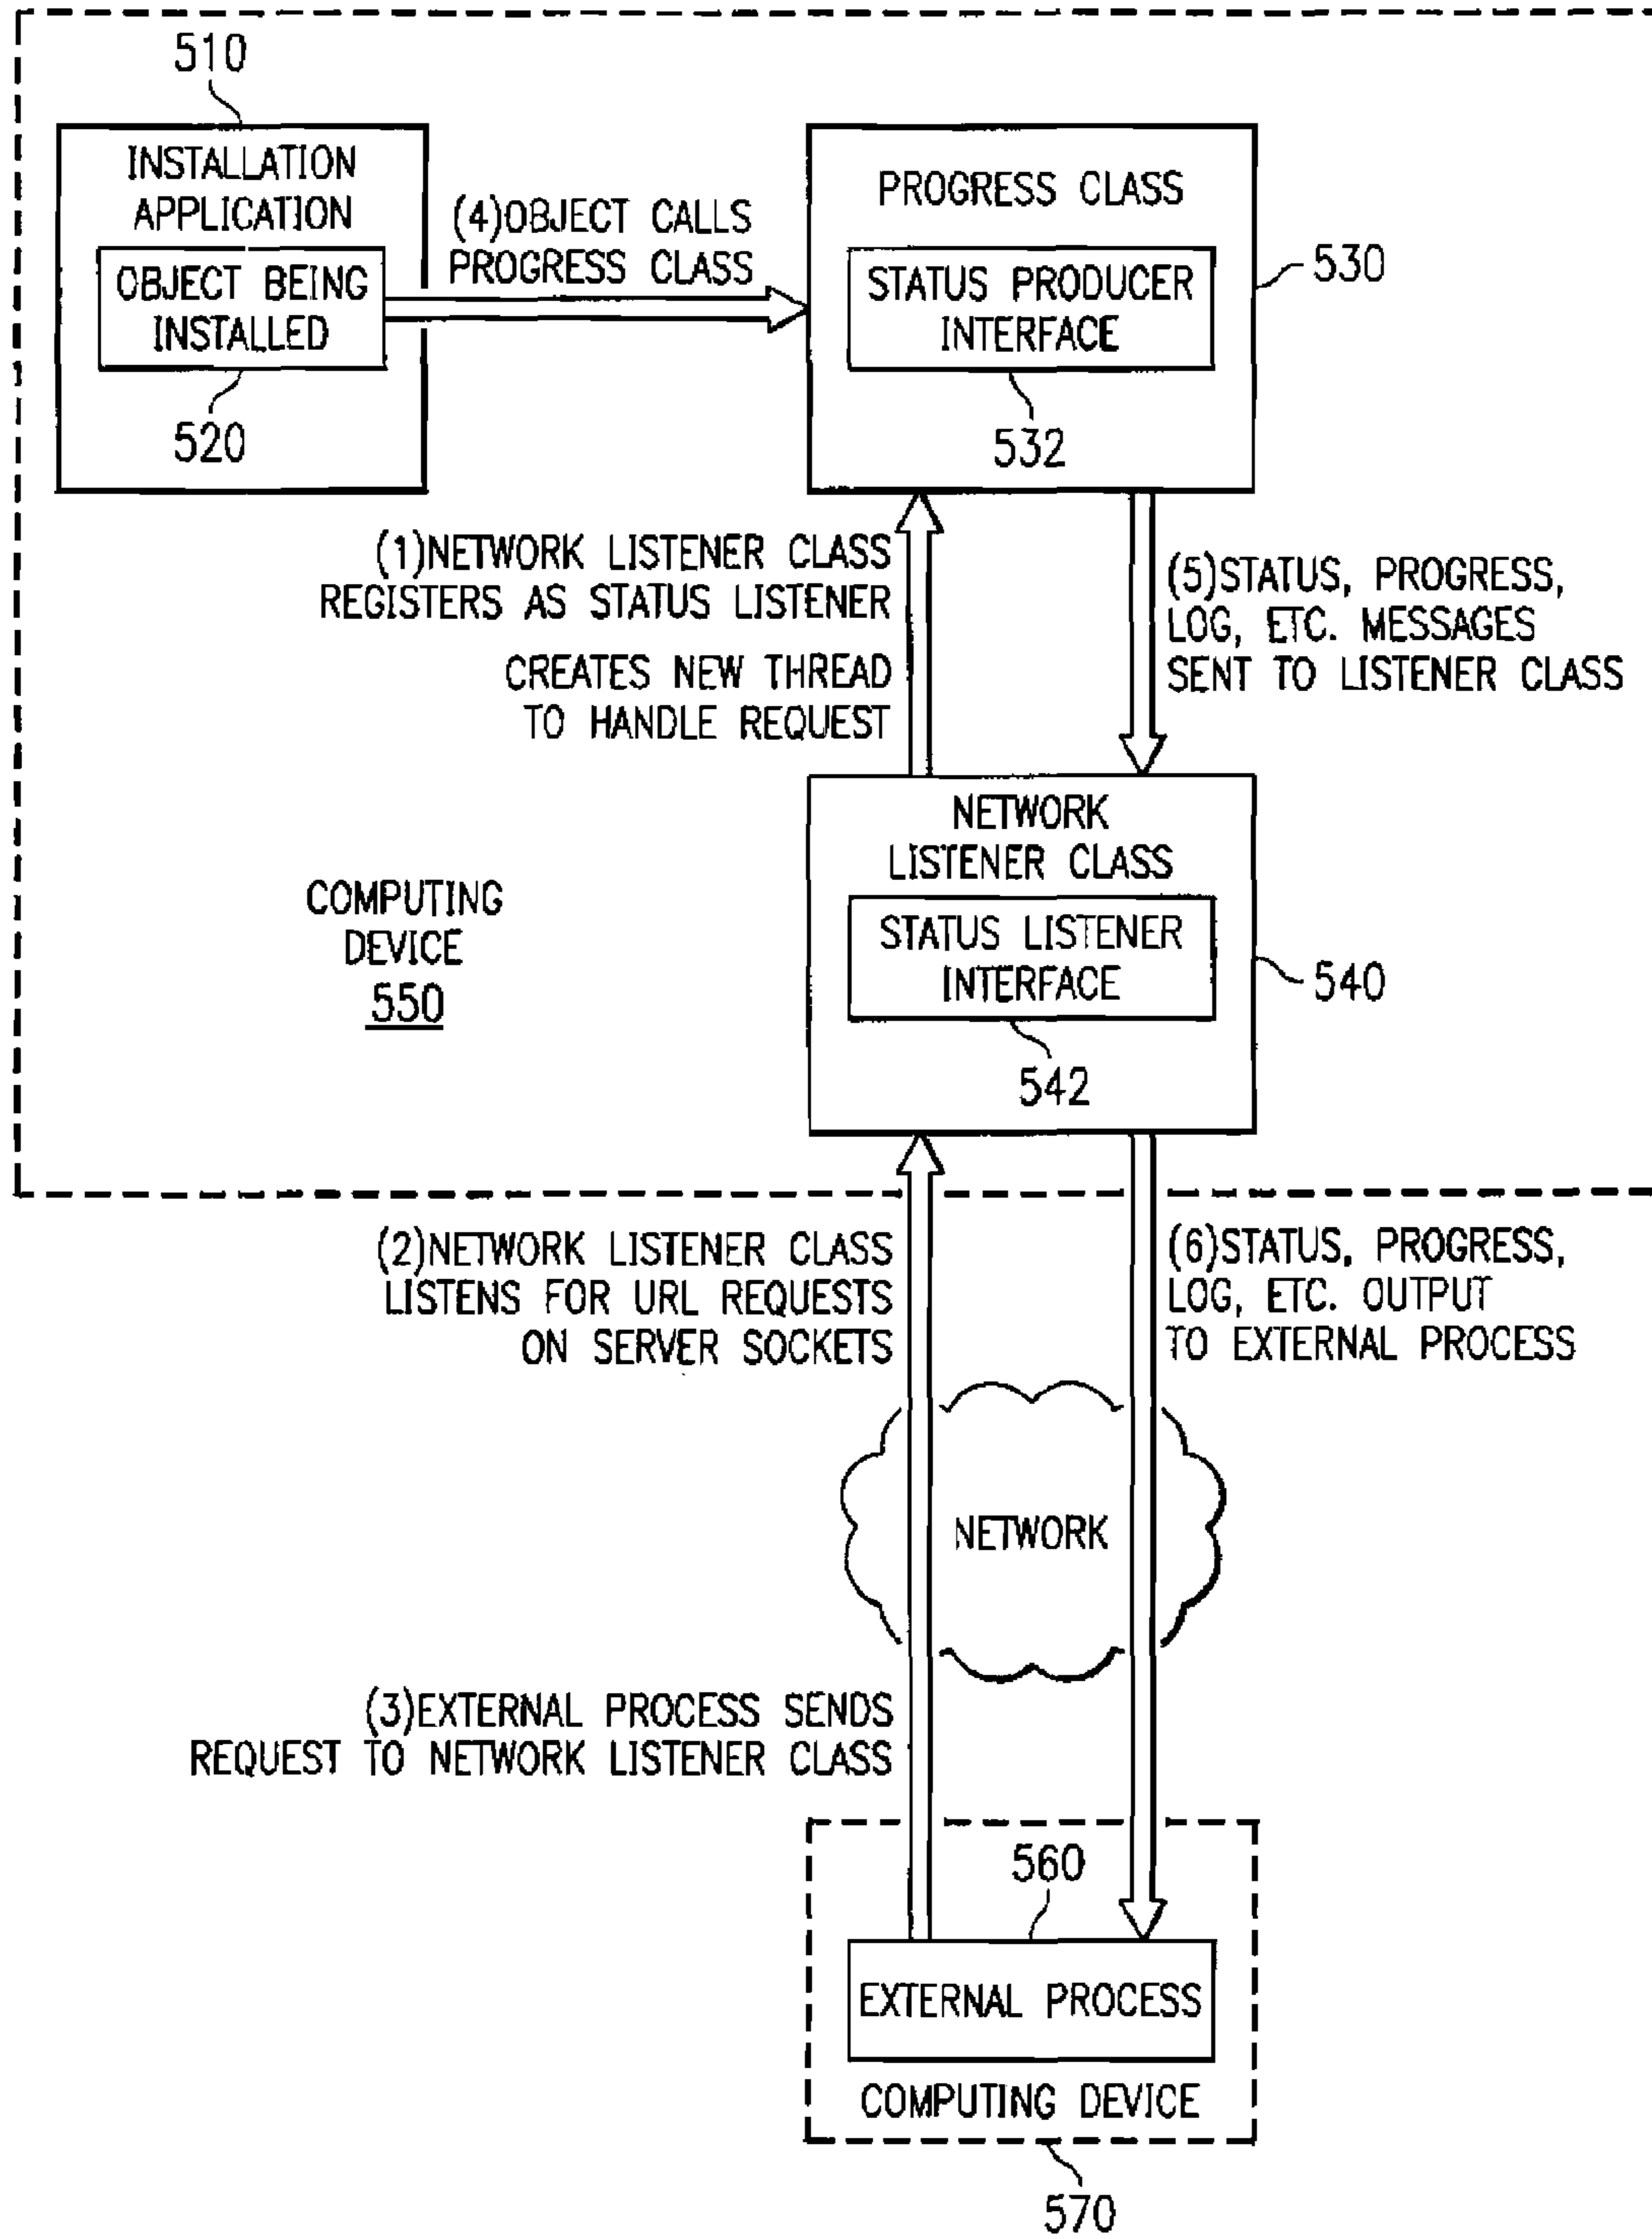 510
INSTALLATION
APPLICATION
OBJECT BEING
INSTALLED
520
(4)OBJECT CALLS
PROGRESS CLASS
PROGRESS CLASS
STATUS PRODUCER
INTERFACE
530
532
(1)NETWORK LISTENER CLASS
REGISTERS AS STATUS LISTENER
CREATES NEW THREAD
TO HANDLE REQUEST
(5)STATUS, PROGRESS,
LOG, ETC. MESSAGES
SENT TO LISTENER CLASS
NETWORK
LISTENER CLASS
STATUS LISTENER
INTERFACE
540
542
COMPUTING
DEVICE
550
(2)NETWORK LISTENER CLASS
LISTENS FOR URL REQUESTS
ON SERVER SOCKETS
(6)STATUS, PROGRESS,
LOG, ETC. OUTPUT
TO EXTERNAL PROCESS
NETWORK
(3)EXTERNAL PROCESS SENDS
REQUEST TO NETWORK LISTENER CLASS
560
EXTERNAL PROCESS
COMPUTING DEVICE
570